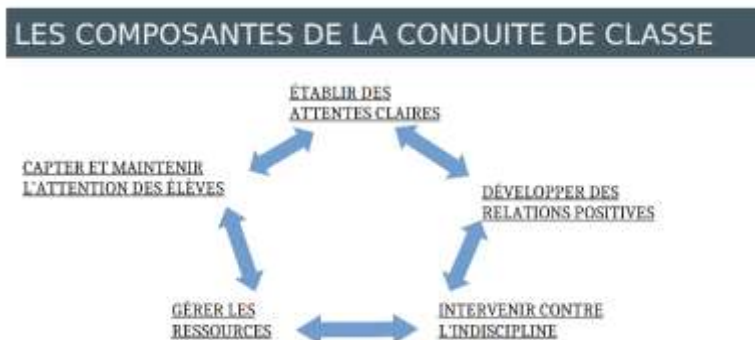 LES COMPOSANTES DE LA CONDUITE DE CLASSE
ÉTABLIR DES
ATTENTES CLAIRES
CAPTER ET MAINTENIR
L'ATTENTION DES ÉLÈVES
DÉVELOPPER DES
RELATIONS POSITIVES
GÉRER LES
RESSOURCES
INTERVENIR CONTRE
L'INDISCIPLINE